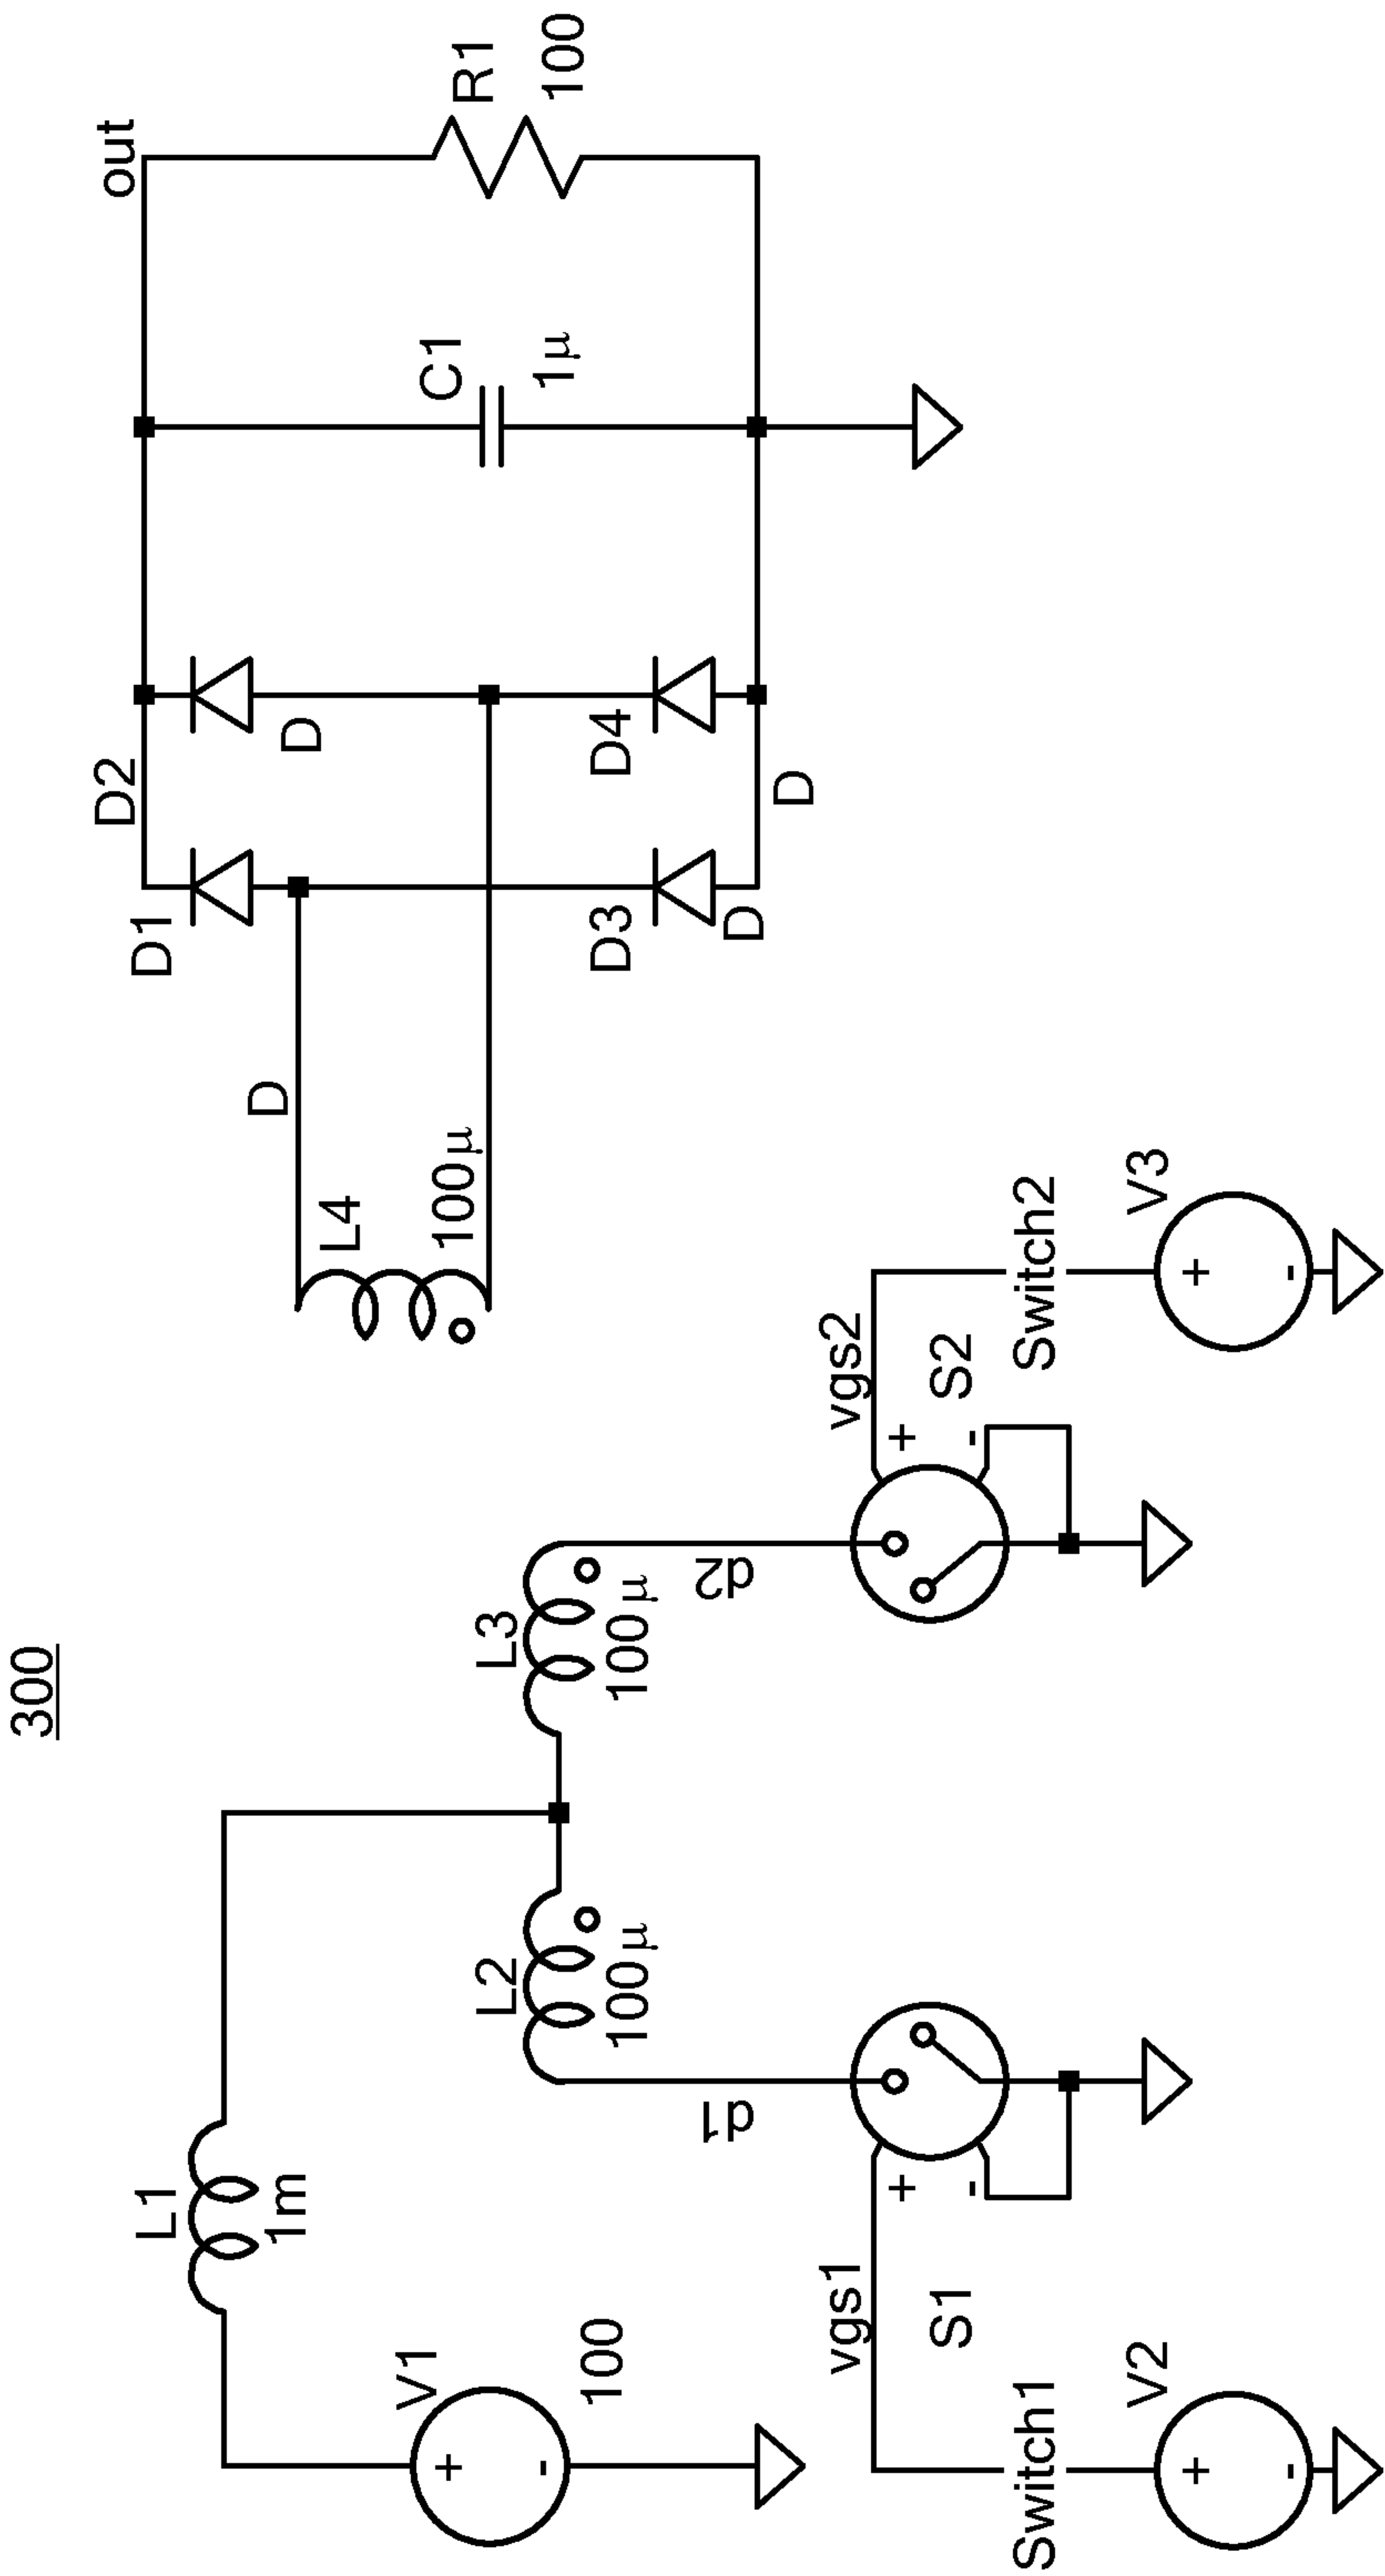 300
V1
100
L1
1m
L2
100µ
L3
100µ
d1
d2
vgs1
+
-
S1
Switch1
V2
+
-
vgs2
+
-
S2
Switch2
V3
+
-
+
-
L4
100µ
D
D1
D2
D
D3
D
D4
D
C1
1µ
out
R1
100